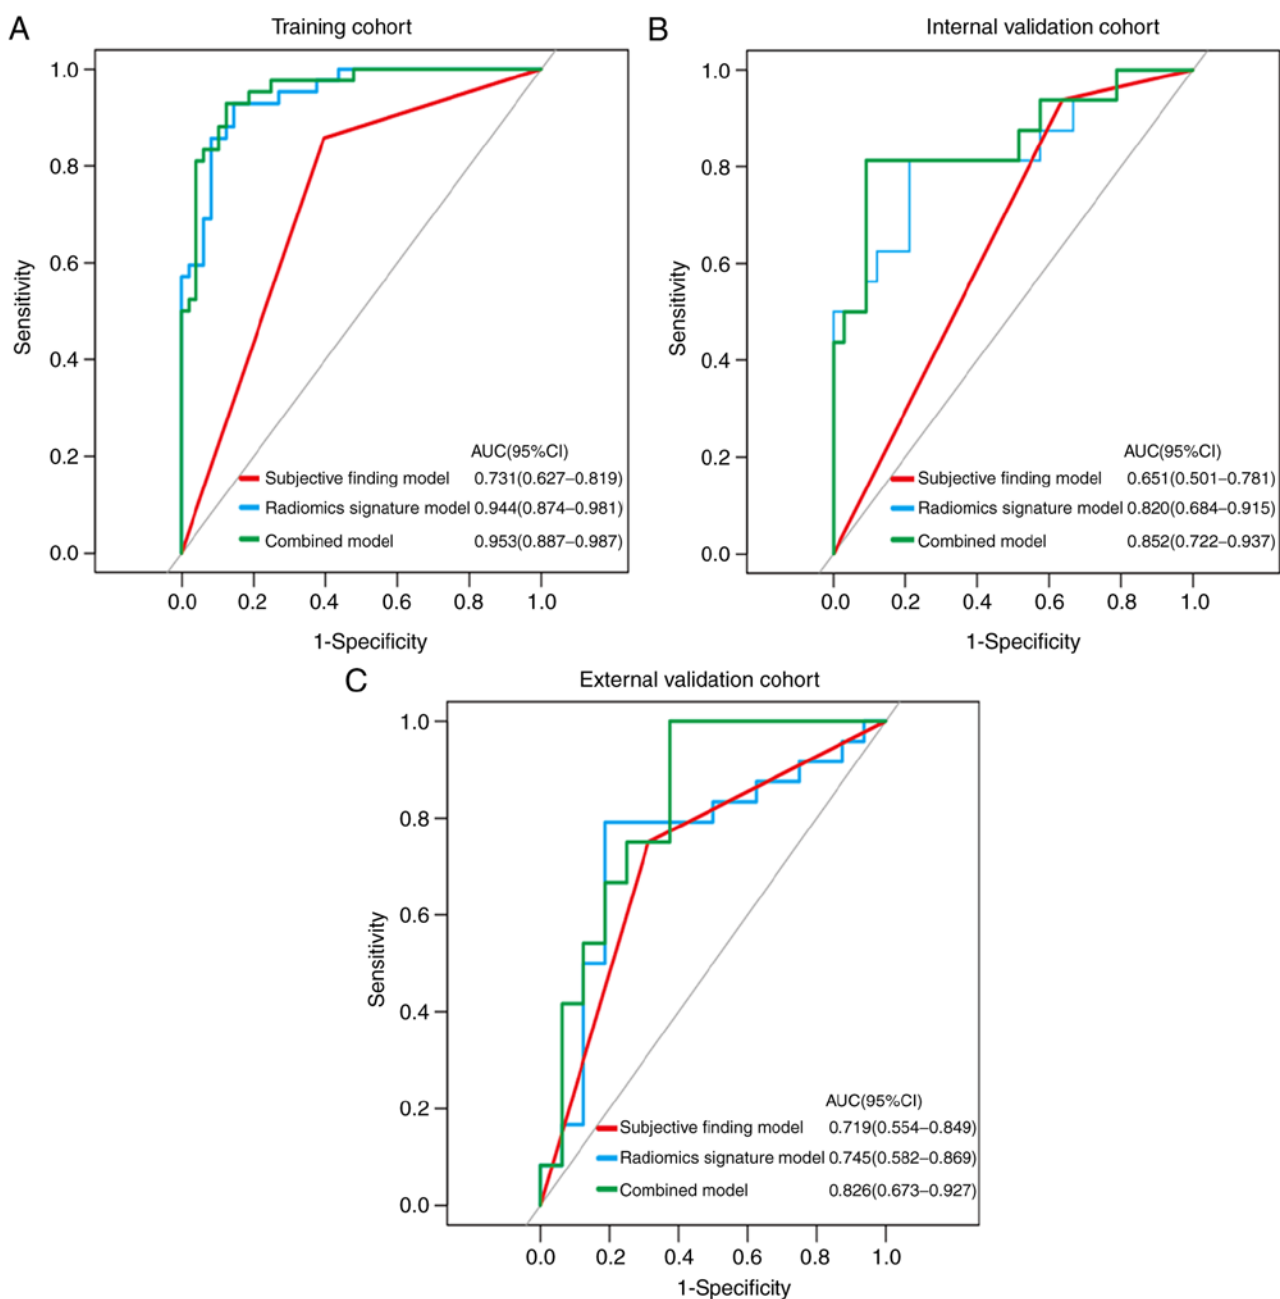 A
Training cohort
1.0
0.8
0.6
0.4
0.2
0.0
Sensitivity
AUC(95%CI)
Subjective finding model 0.731(0.627–0.819)
Radiomics signature model 0.944(0.874–0.981)
Combined model 0.953(0.887–0.987)
0.0 0.2 0.4 0.6 0.8 1.0
1-Specificity
B
Internal validation cohort
1.0
0.8
0.6
0.4
0.2
0.0
Sensitivity
AUC(95%CI)
Subjective finding model 0.651(0.501–0.781)
Radiomics signature model 0.820(0.684–0.915)
Combined model 0.852(0.722–0.937)
0.0 0.2 0.4 0.6 0.8 1.0
1-Specificity
C
External validation cohort
1.0
0.8
0.6
0.4
0.2
0.0
Sensitivity
AUC(95%CI)
Subjective finding model 0.719(0.554–0.849)
Radiomics signature model 0.745(0.582–0.869)
Combined model 0.826(0.673–0.927)
0.0 0.2 0.4 0.6 0.8 1.0
1-Specificity